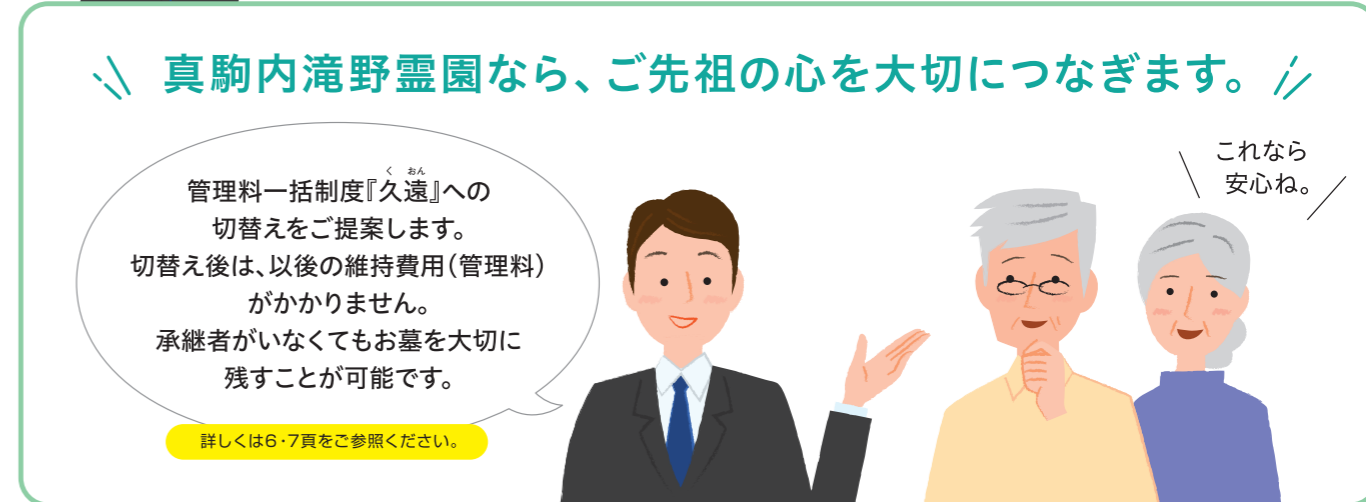 真駒内滝野霊園なら、ご先祖の心を大切につなぎます。
管理料一括制度『久遠』への
く おん
切替えをご提案します。
切替え後は、以後の維持費用(管理料)
がかかりません。
承継者がいなくてもお墓を大切に
残すことが可能です。
詳しくは6・7頁をご参照ください。
これなら
安心ね。